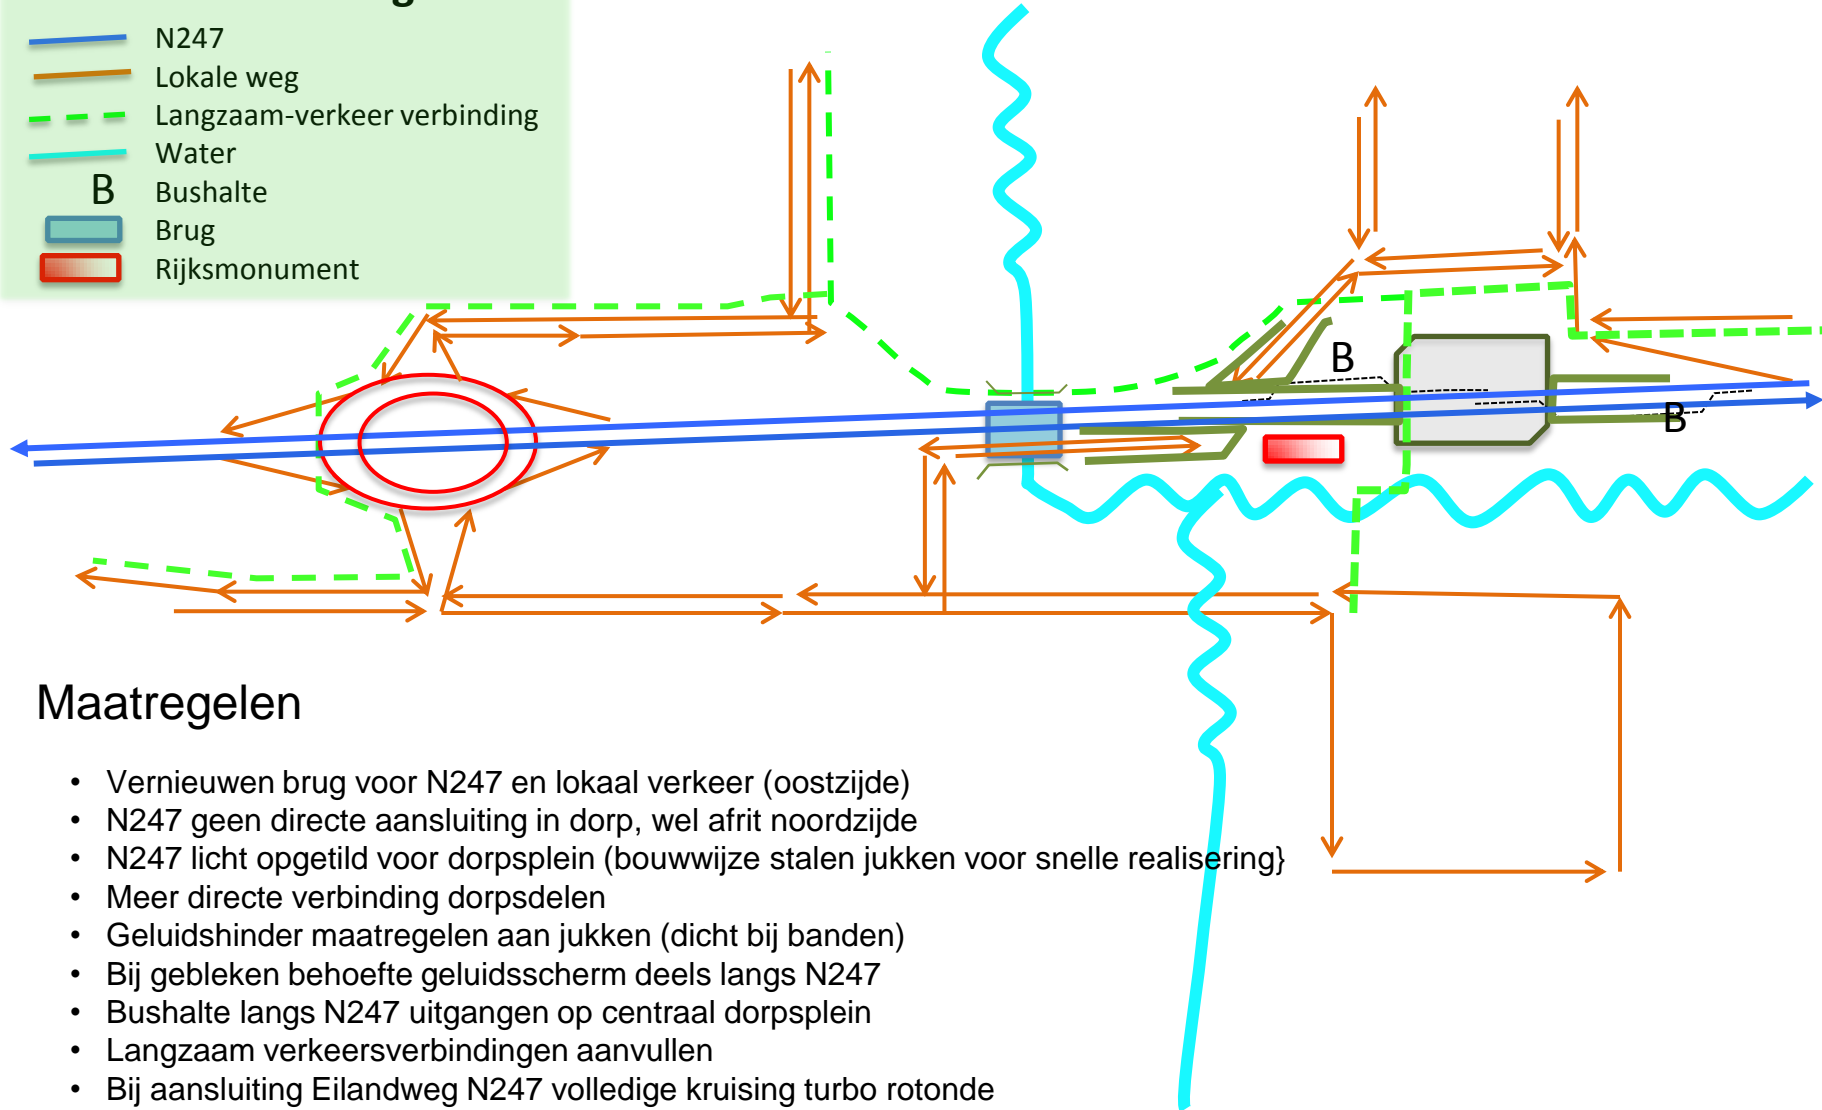 N247
Lokale weg
Langzaam-verkeer verbinding
Water
B Bushalte
Brug
Rijksmonument
B
B
Maatregelen
• Vernieuwen brug voor N247 en lokaal verkeer (oostzijde)
• N247 geen directe aansluiting in dorp, wel afrit noordzijde
• N247 licht opgetild voor dorpsplein (bouwwijze stalen jukken voor snelle realisering}
• Meer directe verbinding dorpsdelen
• Geluidshinder maatregelen aan jukken (dicht bij banden)
• Bij gebleken behoefte geluidsscherm deels langs N247
• Bushalte langs N247 uitgangen op centraal dorpsplein
• Langzaam verkeersverbindingen aanvullen
• Bij aansluiting Eilandweg N247 volledige kruising turbo rotonde